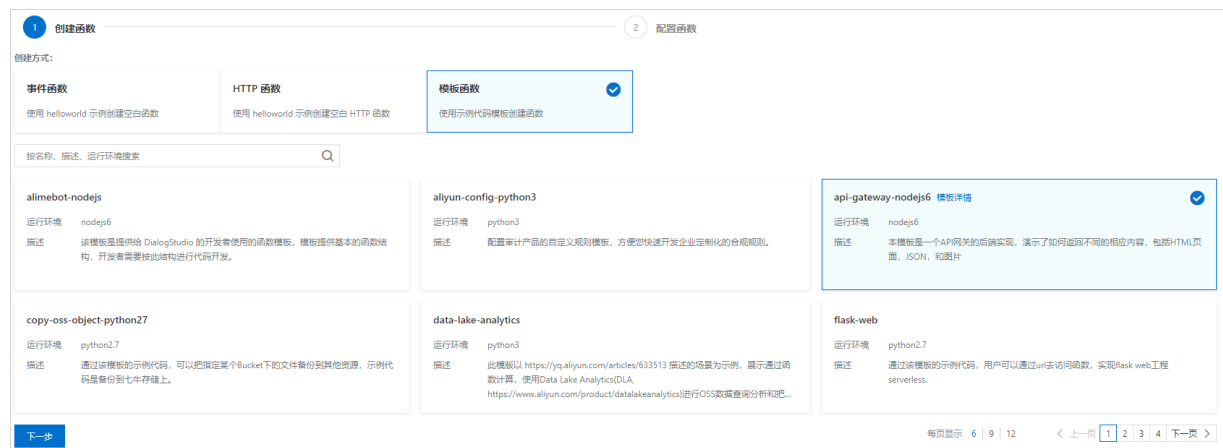 1 创建函数 2 配置函数
创建方式：
事件函数 HTTP 函数 模板函数
使用 helloworld 示例创建空白函数 使用 helloworld 示例创建空白 HTTP 函数 使用示例代码模板创建函数
按名称、描述、运行环境搜索
alimebot-nodejs
运行环境 nodejs6
描述 该模板是提供给 DialogStudio 的开发者使用的函数模板，模板提供基本的函数结
构，开发者需要按此结构进行代码开发。
aliyun-config-python3
运行环境 python3
描述 配置审计产品的自定义规则模板，方便您快速开发企业定制化的合规规则。
api-gateway-nodejs6 模板详情
运行环境 nodejs6
描述 本模板是一个API网关的后端实现，演示了如何返回不同的相应内容，包括HTML页
面，JSON，和图片
copy-oss-object-python27
运行环境 python2.7
描述 通过该模板的示例代码，可以把指定某个Bucket下的文件备份到其他资源，示例代
码是备份到七牛存储上。
data-lake-analytics
运行环境 python3
描述 此模版以 https://yq.aliyun.com/articles/633513 描述的场景为示例，展示通过函
数计算，使用Data Lake Analytics(DLA,
https://www.aliyun.com/product/datalakeanalytics)进行OSS数据查询分析和把...
flask-web
运行环境 python2.7
描述 通过该模板的示例代码，用户可以通过url去访问函数，实现flask web工程
serverless.
下一步 每页显示 6 9 12 上一页 1 2 3 4 下一页